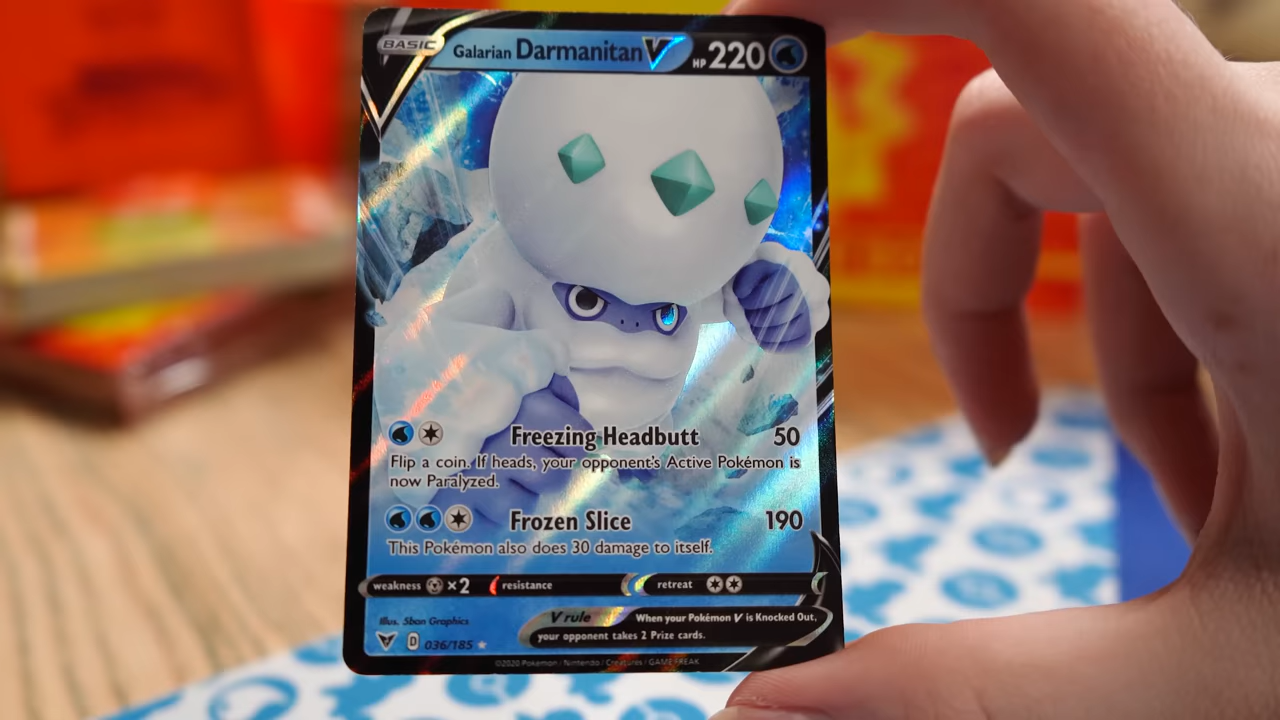 BASIC
Galarian Darmanitan V HP 220
Freezing Headbutt 50
Flip a coin. If heads, your opponent's Active Pokémon is
now Paralyzed.
Frozen Slice 190
This Pokémon also does 30 damage to itself.
weakness ×2 resistance retreat
Illus. 5ban Graphics
V rule When your Pokémon V is Knocked Out,
your opponent takes 2 Prize cards.
D 036/185
©2020 Pokémon / Nintendo / Creatures / GAME FREAK